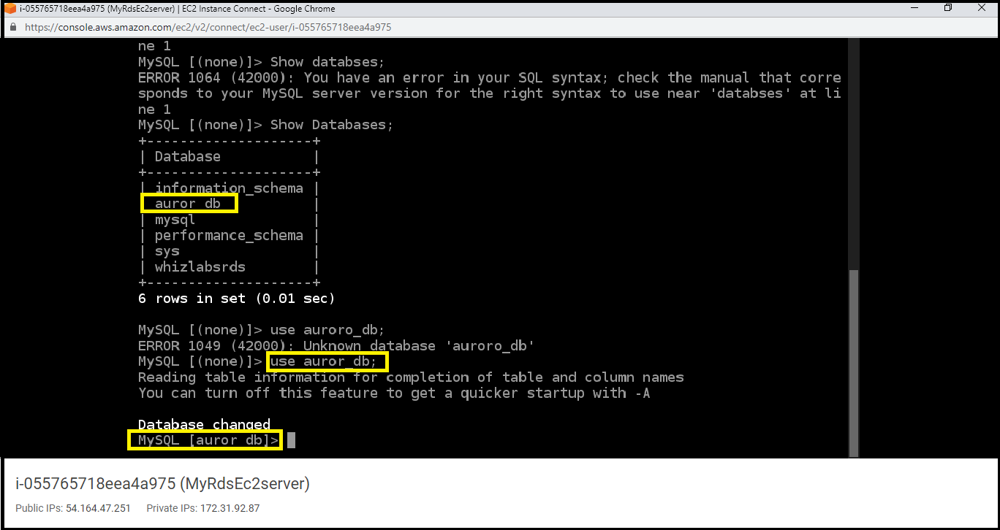 i-055765718eea4a975 (MyRdsEc2server) | EC2 Instance Connect - Google Chrome
https://console.aws.amazon.com/ec2/v2/connect/ec2-user/i-055765718eea4a975
ne 1
MySQL [(none)]> Show databses;
ERROR 1064 (42000): You have an error in your SQL syntax; check the manual that corre
sponds to your MySQL server version for the right syntax to use near 'databses' at li
ne 1
MySQL [(none)]> Show Databases;
+--------------------+
| Database           |
+--------------------+
| information_schema |
| auror_db           |
| mysql              |
| performance_schema |
| sys                |
| whizlabsrds        |
+--------------------+
6 rows in set (0.01 sec)
MySQL [(none)]> use auroro_db;
ERROR 1049 (42000): Unknown database 'auroro_db'
MySQL [(none)]> use auror_db;
Reading table information for completion of table and column names
You can turn off this feature to get a quicker startup with -A
Database changed
MySQL [auror_db]>
i-055765718eea4a975 (MyRdsEc2server)
Public IPs: 54.164.47.251 Private IPs: 172.31.92.87